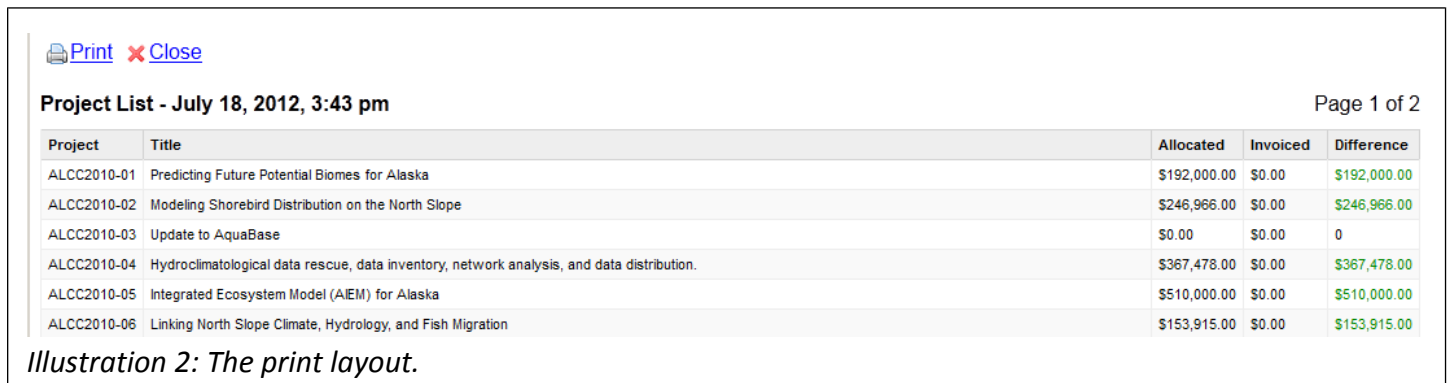 Print Close
Project List - July 18, 2012, 3:43 pm Page 1 of 2
Project Title Allocated Invoiced Difference
ALCC2010-01 Predicting Future Potential Biomes for Alaska $192,000.00 $0.00 $192,000.00
ALCC2010-02 Modeling Shorebird Distribution on the North Slope $246,966.00 $0.00 $246,966.00
ALCC2010-03 Update to AquaBase $0.00 $0.00 0
ALCC2010-04 Hydroclimatological data rescue, data inventory, network analysis, and data distribution. $367,478.00 $0.00 $367,478.00
ALCC2010-05 Integrated Ecosystem Model (AIEM) for Alaska $510,000.00 $0.00 $510,000.00
ALCC2010-06 Linking North Slope Climate, Hydrology, and Fish Migration $153,915.00 $0.00 $153,915.00
Illustration 2: The print layout.